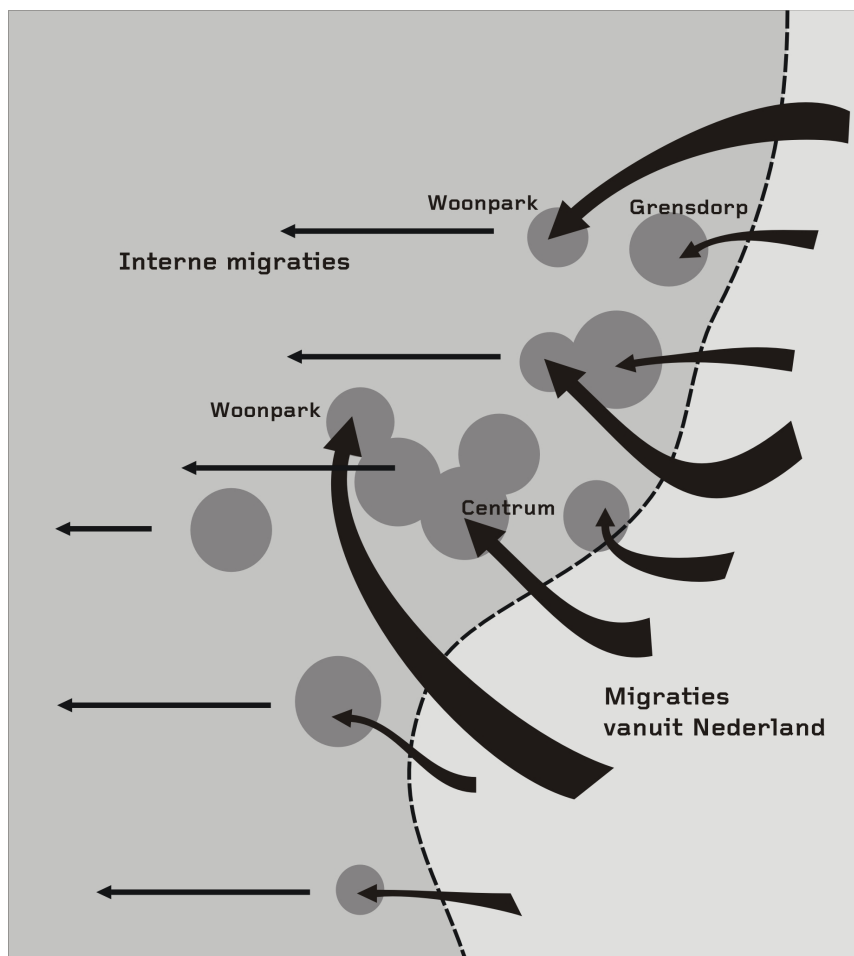 Woonpark
Grensdorp
Interne migraties
Woonpark
Centrum
Migraties
vanuit Nederland